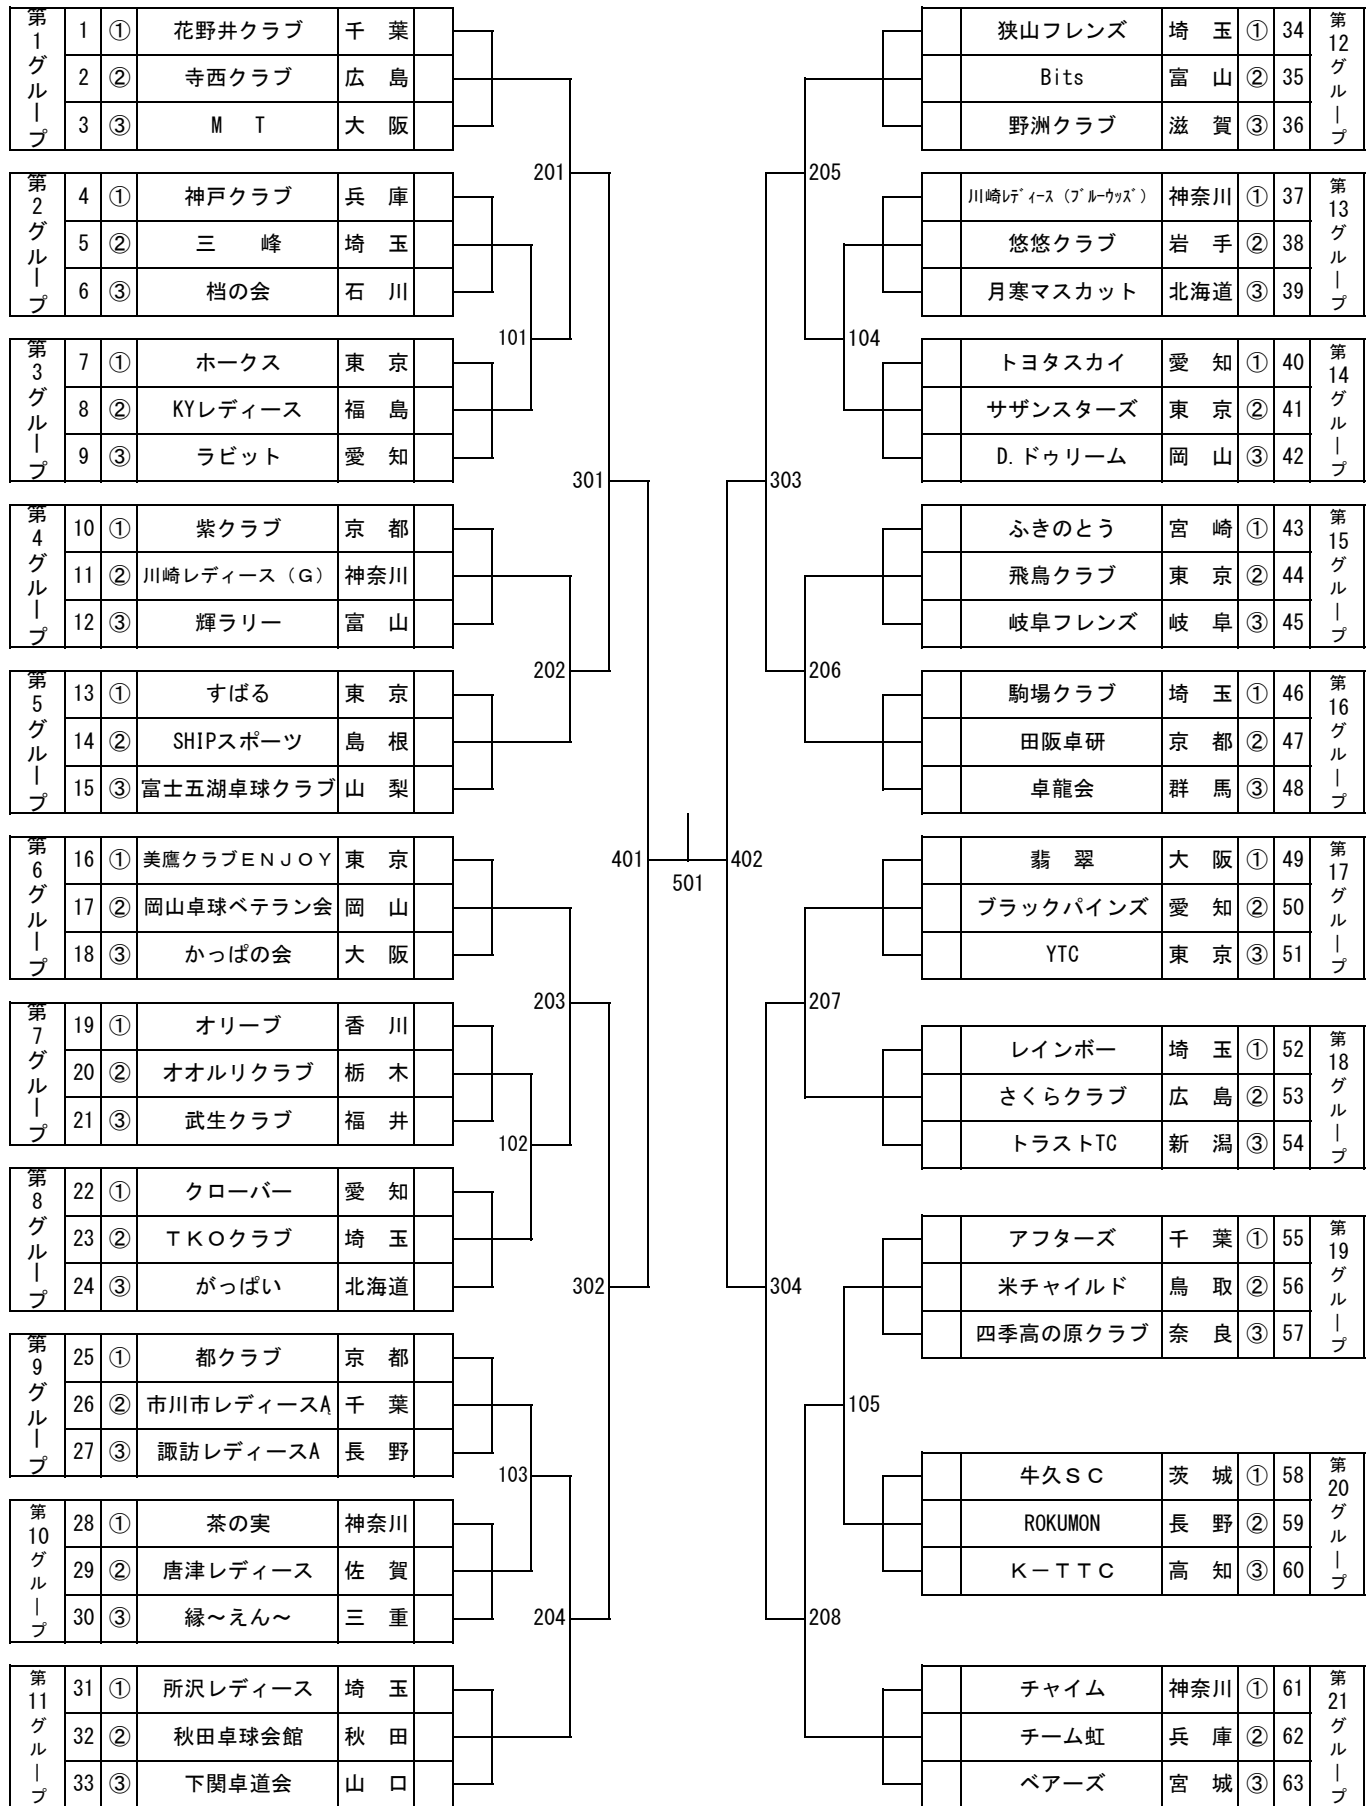 第1グループ
1 ① 花野井クラブ 千 葉
2 ② 寺西クラブ 広 島
3 ③ M T 大 阪
201
第2グループ
4 ① 神戸クラブ 兵 庫
5 ② 三 峰 埼 玉
6 ③ 档の会 石 川
101
第3グループ
7 ① ホークス 東 京
8 ② KYレディース 福 島
9 ③ ラビット 愛 知
301
第4グループ
10 ① 紫クラブ 京 都
11 ② 川崎レディース（Ｇ） 神奈川
12 ③ 輝ラリー 富 山
202
第5グループ
13 ① すばる 東 京
14 ② SHIPスポーツ 島 根
15 ③ 富士五湖卓球クラブ 山 梨
第6グループ
16 ① 美鷹クラブＥＮＪＯＹ 東 京
401
17 ② 岡山卓球ベテラン会 岡 山
18 ③ かっぱの会 大 阪
203
第7グループ
19 ① オリーブ 香 川
20 ② オオルリクラブ 栃 木
21 ③ 武生クラブ 福 井
102
第8グループ
22 ① クローバー 愛 知
23 ② ＴＫＯクラブ 埼 玉
24 ③ がっぱい 北海道
302
第9グループ
25 ① 都クラブ 京 都
26 ② 市川市レディースA 千 葉
27 ③ 諏訪レディースA 長 野
103
第10グループ
28 ① 茶の実 神奈川
29 ② 唐津レディース 佐 賀
30 ③ 縁～えん～ 三 重
204
第11グループ
31 ① 所沢レディース 埼 玉
32 ② 秋田卓球会館 秋 田
33 ③ 下関卓道会 山 口
501
狭山フレンズ 埼 玉 ① 34
Bits 富 山 ② 35
野洲クラブ 滋 賀 ③ 36
第12グループ
205
川崎ﾚﾃﾞｨｰｽ（ﾌﾞﾙｰｳｯｽﾞ） 神奈川 ① 37
悠悠クラブ 岩 手 ② 38
月寒マスカット 北海道 ③ 39
第13グループ
104
トヨタスカイ 愛 知 ① 40
サザンスターズ 東 京 ② 41
D.ドゥリーム 岡 山 ③ 42
第14グループ
303
ふきのとう 宮 崎 ① 43
飛鳥クラブ 東 京 ② 44
岐阜フレンズ 岐 阜 ③ 45
第15グループ
206
駒場クラブ 埼 玉 ① 46
田阪卓研 京 都 ② 47
卓龍会 群 馬 ③ 48
第16グループ
402
翡 翠 大 阪 ① 49
ブラックパインズ 愛 知 ② 50
YTC 東 京 ③ 51
第17グループ
207
レインボー 埼 玉 ① 52
さくらクラブ 広 島 ② 53
トラストTC 新 潟 ③ 54
第18グループ
アフターズ 千 葉 ① 55
米チャイルド 鳥 取 ② 56
四季高の原クラブ 奈 良 ③ 57
第19グループ
304
105
牛久ＳＣ 茨 城 ① 58
ROKUMON 長 野 ② 59
Ｋ－ＴＴＣ 高 知 ③ 60
第20グループ
208
チャイム 神奈川 ① 61
チーム虹 兵 庫 ② 62
ベアーズ 宮 城 ③ 63
第21グループ